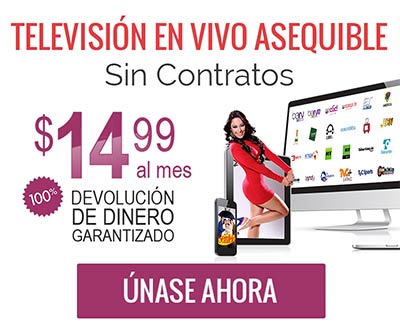 TELEVISIÓN EN VIVO ASEQUIBLE
Sin Contratos
$14.99
al mes
100%
DEVOLUCIÓN
DE DINERO
GARANTIZADO
ÚNASE AHORA